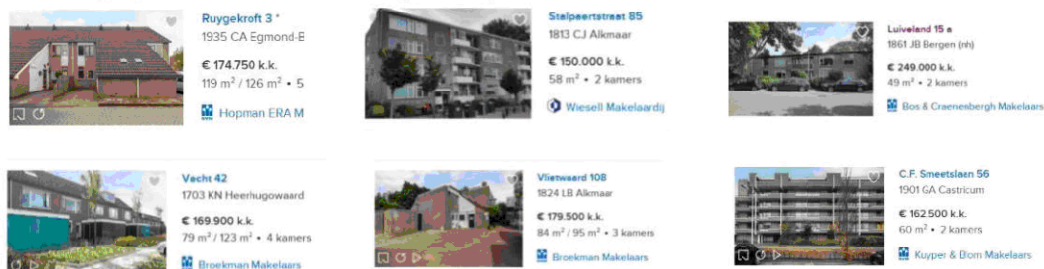 Ruygekroft 3 *
1935 CA Egmond-B
€ 174.750 k.k.
119 m² / 126 m² • 5
Hopman ERA M
Stalpaertstraat 85
1813 CJ Alkmaar
€ 150.000 k.k.
58 m² • 2 kamers
Wiesell Makelaardij
Luiveland 15 a
1861 JB Bergen (nh)
€ 249.000 k.k.
49 m² • 2 kamers
Bos & Craenesbergh Makelaars
Vecht 42
1703 KN Heerhugowaard
€ 169.900 k.k.
79 m² / 123 m² • 4 kamers
Broekman Makelaars
Vlietwaard 108
1824 LB Alkmaar
€ 179.500 k.k.
84 m² / 95 m² • 3 kamers
Broekman Makelaars
C.F. Smeetslaan 56
1901 GA Castricum
€ 162.500 k.k.
60 m² • 2 kamers
Kuyper & Blom Makelaars